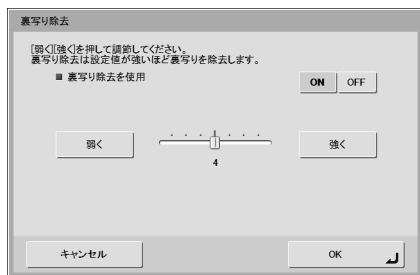 裏写り除去
[弱く][強く]を押して調節してください。
裏写り除去は設定値が強いほど裏写りを除去します。
■ 裏写り除去を使用
ON OFF
弱く
強く
4
キャンセル
OK